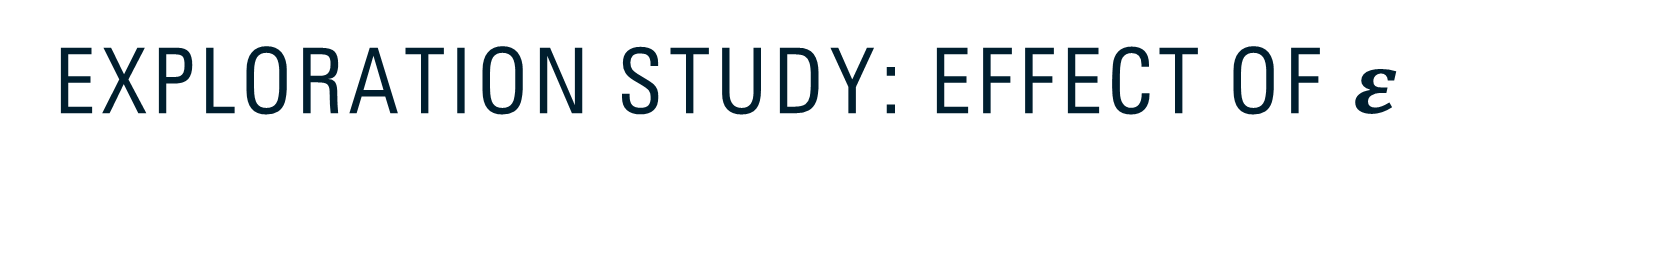 EXPLORATION STUDY: EFFECT OF ε